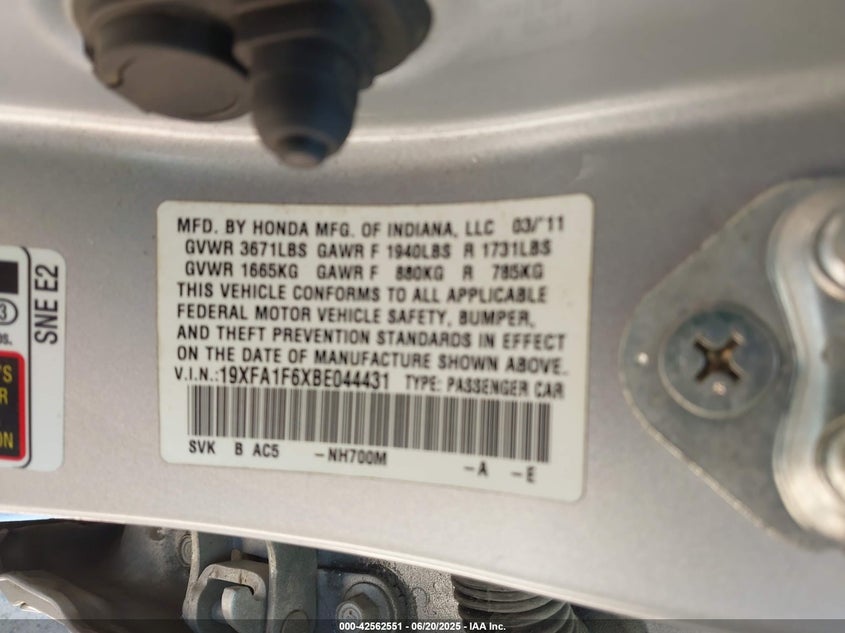 MFD. BY HONDA MFG. OF INDIANA, LLC 03/'11
GVWR 3671LBS GAWR F 1940LBS R 1731LBS
GVWR 1665KG GAWR F 880KG R 785KG
THIS VEHICLE CONFORMS TO ALL APPLICABLE
FEDERAL MOTOR VEHICLE SAFETY, BUMPER,
AND THEFT PREVENTION STANDARDS IN EFFECT
ON THE DATE OF MANUFACTURE SHOWN ABOVE.
V.I.N.:19XFA1F6XBE044431 TYPE: PASSENGER CAR
SVK B AC5 -NH700M -A -E
SNE E2
3
000-42562551 - 06/20/2025 - IAA Inc.